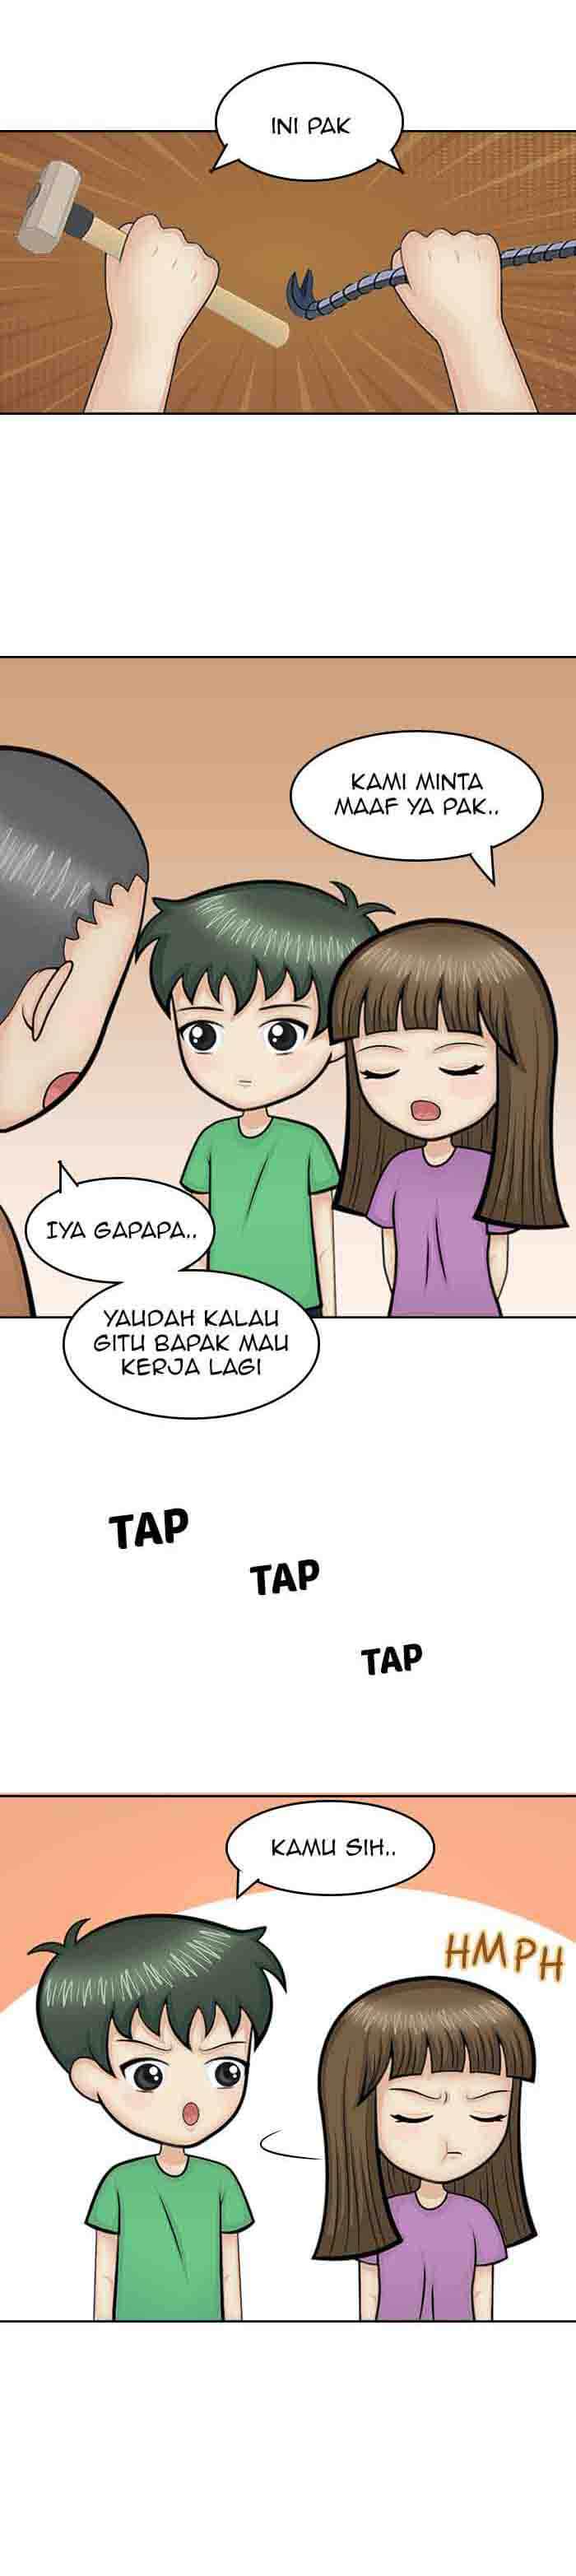 INI PAK
KAMI MINTA
MAAF YA PAK..
IYA GAPAPA..
YAUDAH KALAU
GITU BAPAK MAU
KERJA LAGI
TAP
TAP
TAP
KAMU SIH..
HMPH